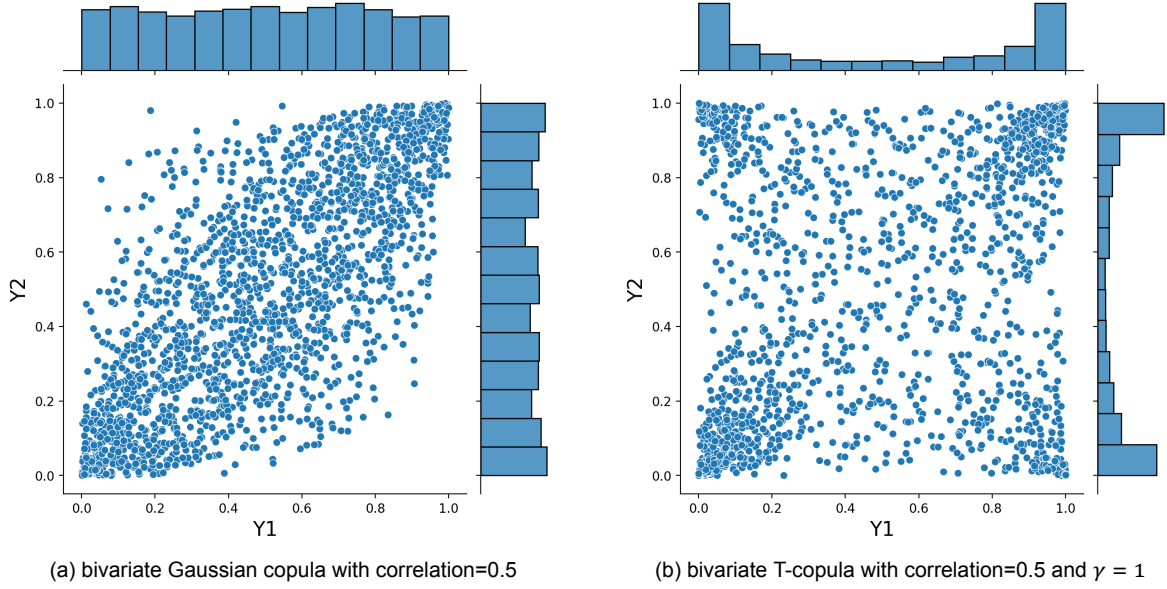 1.0
0.8
0.6
0.4
0.2
0.0
Y2
0.0 0.2 0.4 0.6 0.8 1.0
Y1
(a) bivariate Gaussian copula with correlation=0.5
1.0
0.8
0.6
0.4
0.2
0.0
Y2
0.0 0.2 0.4 0.6 0.8 1.0
Y1
(b) bivariate T-copula with correlation=0.5 and γ = 1